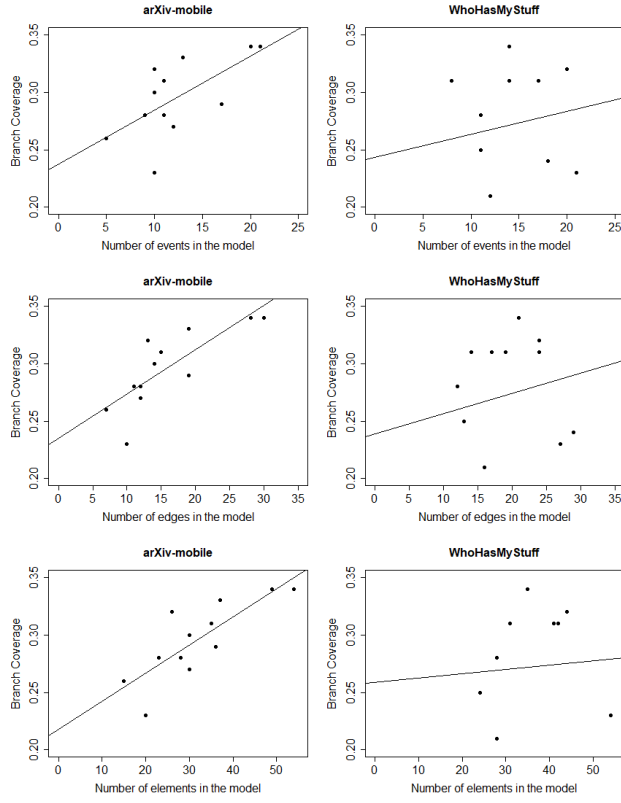 arXiv-mobile
WhoHasMyStuff
Branch Coverage
0.20 0.25 0.30 0.35
0 5 10 15 20 25
Number of events in the model
Branch Coverage
0.20 0.25 0.30 0.35
0 5 10 15 20 25
Number of events in the model
arXiv-mobile
WhoHasMyStuff
Branch Coverage
0.20 0.25 0.30 0.35
0 5 10 15 20 25 30 35
Number of edges in the model
Branch Coverage
0.20 0.25 0.30 0.35
0 5 10 15 20 25 30 35
Number of edges in the model
arXiv-mobile
WhoHasMyStuff
Branch Coverage
0.20 0.25 0.30 0.35
0 10 20 30 40 50
Number of elements in the model
Branch Coverage
0.20 0.25 0.30 0.35
0 10 20 30 40 50
Number of elements in the model